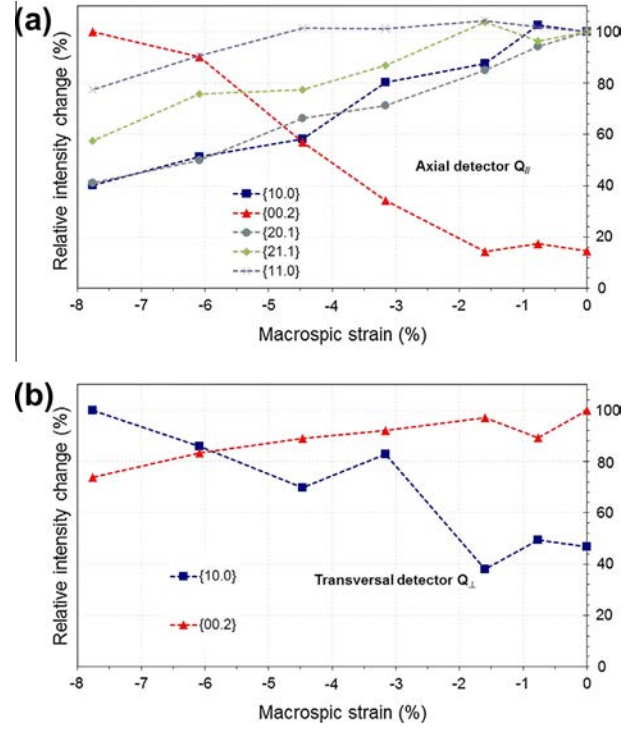 (a)
Relative intensity change (%)
100
80
60
40
20
0
Axial detector Q//
{10.0}
{00.2}
{20.1}
{21.1}
{11.0}
-8 -7 -6 -5 -4 -3 -2 -1 0
Macrospic strain (%)
(b)
Relative intensity change (%)
100
80
60
40
20
0
{10.0}
Transversal detector Q⊥
{00.2}
-8 -7 -6 -5 -4 -3 -2 -1 0
Macrospic strain (%)